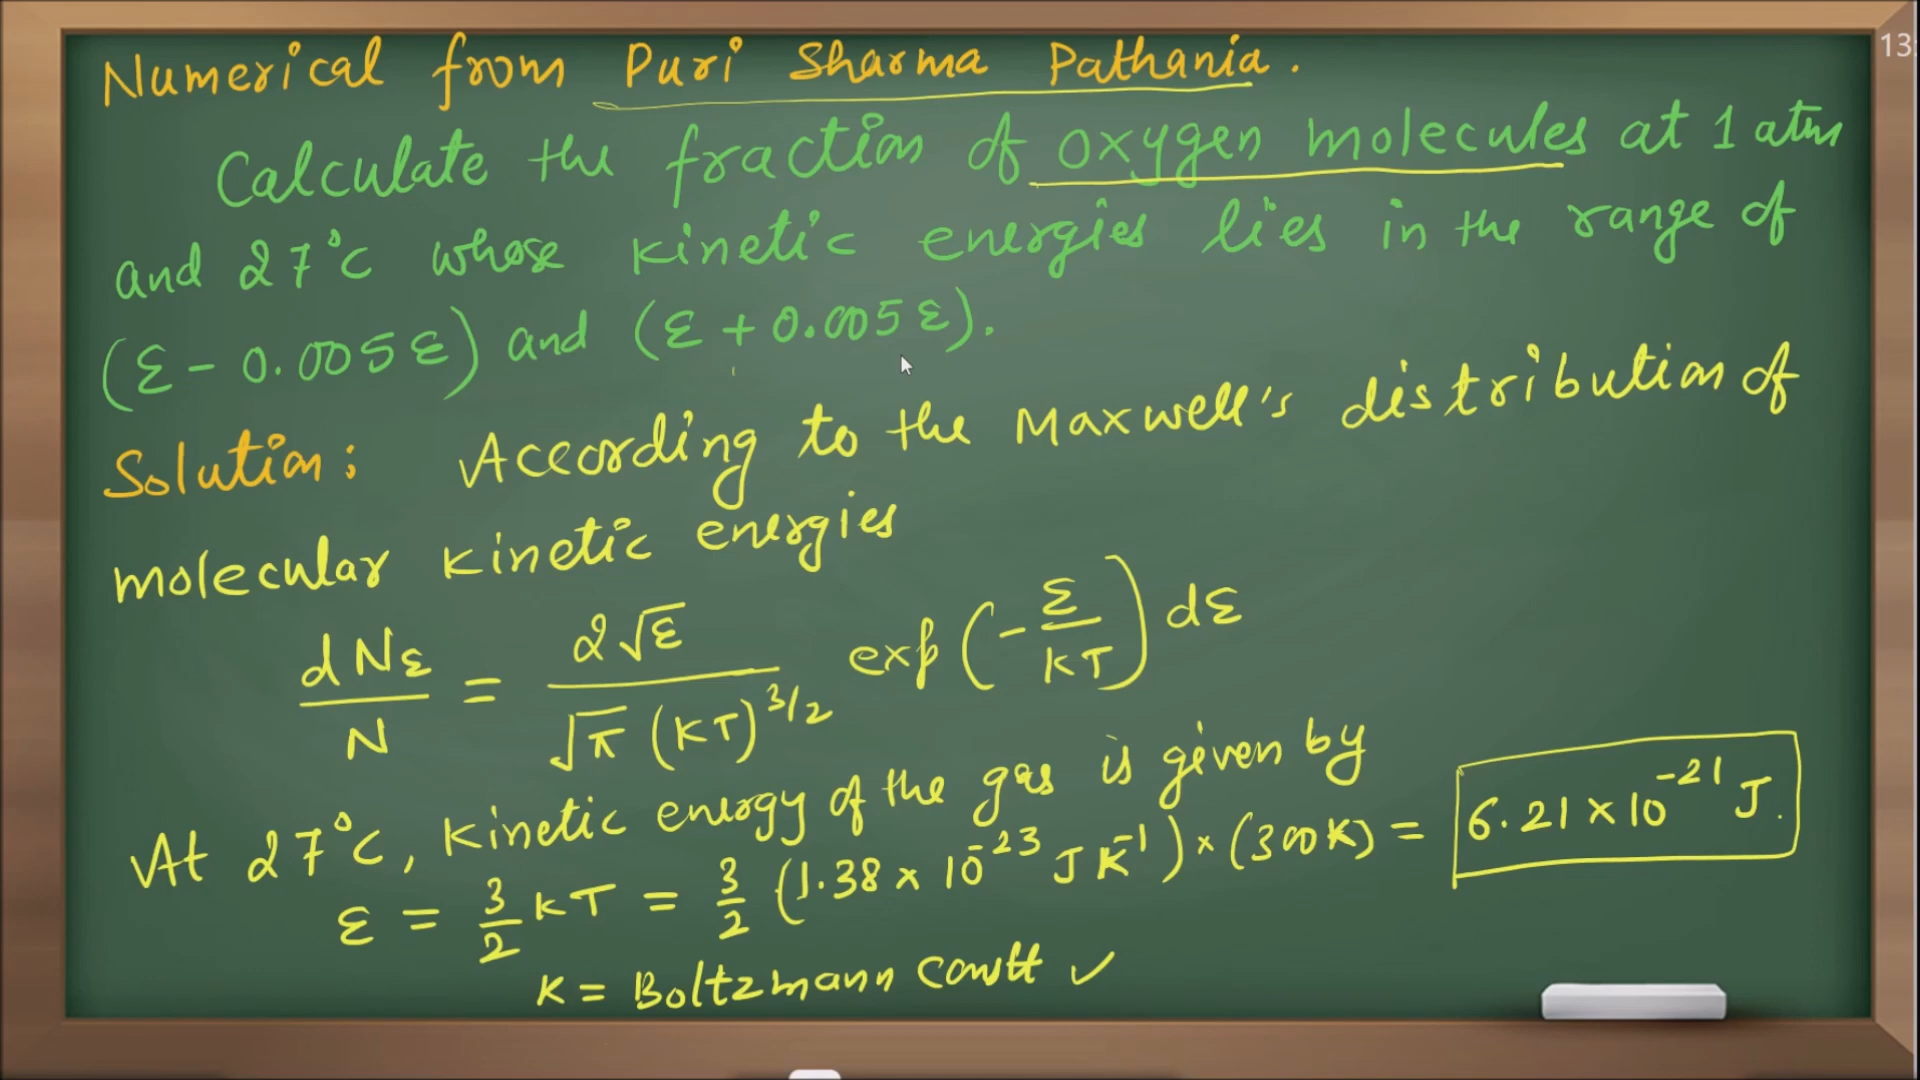 Numerical from Puri Sharma Pathania.
Calculate the fraction of oxygen molecules at 1 atm
and 27°C whose kinetic energies lies in the range of
(ε - 0.005ε) and (ε + 0.005ε).
Solution: According to the Maxwell's distribution of
molecular kinetic energies
dNε/N = 2√ε / √π (KT)^3/2 exp (-ε/KT) dε
At 27°C, kinetic energy of the gas is given by
ε = 3/2 KT = 3/2 (1.38 × 10^-23 J K^-1) × (300K) = 6.21 × 10^-21 J.
K = Boltzmann constt ✓
13